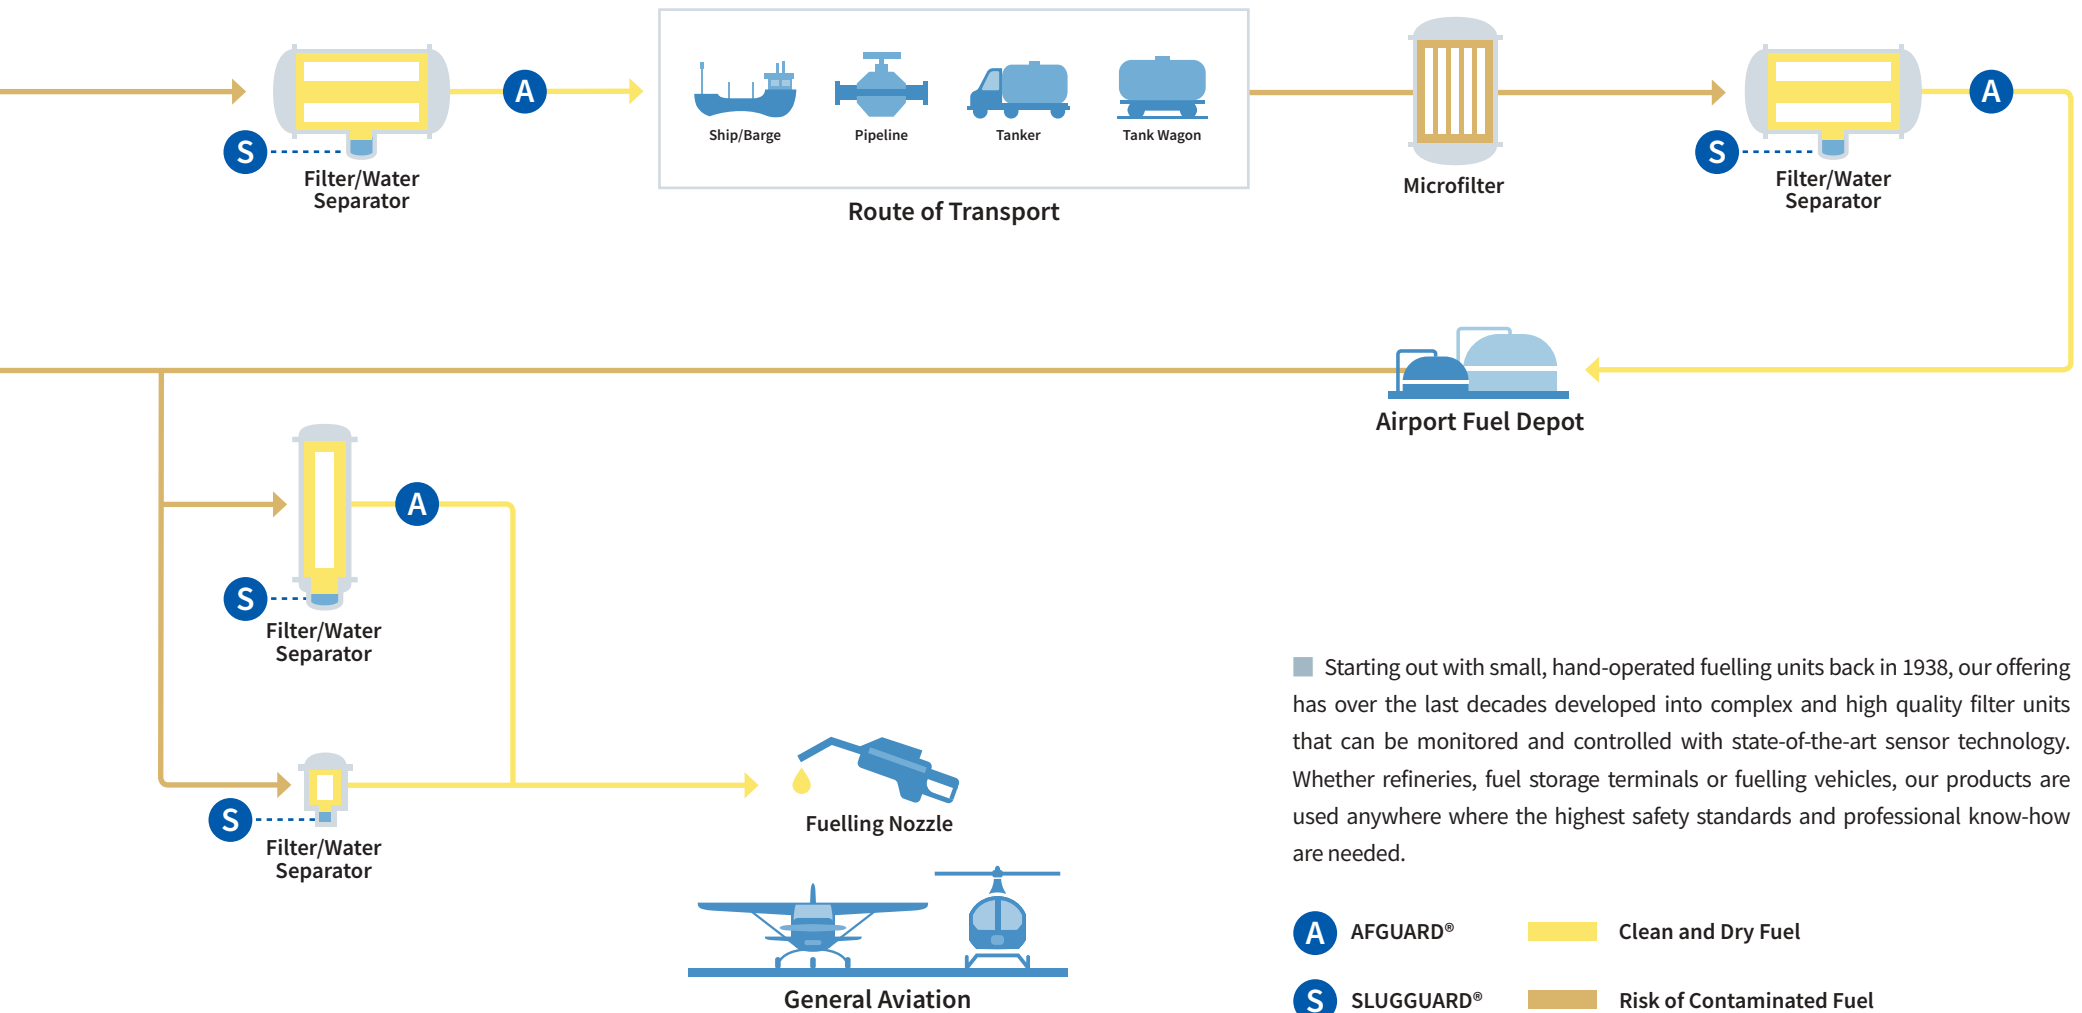 A
S
Filter/Water
Separator
Ship/Barge
Pipeline
Tanker
Tank Wagon
Route of Transport
Microfilter
A
S
Filter/Water
Separator
Airport Fuel Depot
A
S
Filter/Water
Separator
S
Filter/Water
Separator
Fuelling Nozzle
General Aviation
Starting out with small, hand-operated fuelling units back in 1938, our offering
has over the last decades developed into complex and high quality filter units
that can be monitored and controlled with state-of-the-art sensor technology.
Whether refineries, fuel storage terminals or fuelling vehicles, our products are
used anywhere where the highest safety standards and professional know-how
are needed.
A AFGUARD® Clean and Dry Fuel
S SLUGGUARD® Risk of Contaminated Fuel